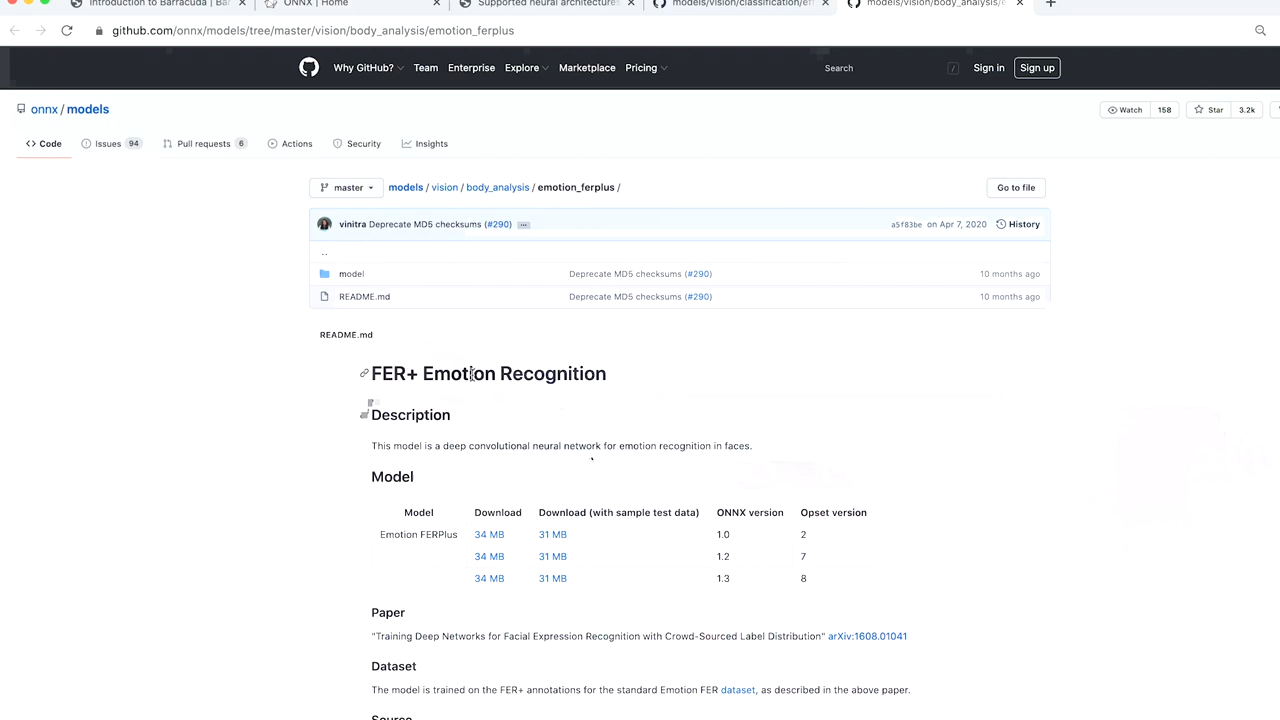 Introduction to Barracuda | Bar
ONNX | Home
Supported neural architectures
models/vision/classification/eff
models/vision/body_analysis/e
github.com/onnx/models/tree/master/vision/body_analysis/emotion_ferplus
Why GitHub? Team Enterprise Explore Marketplace Pricing Search / Sign in Sign up
onnx / models Watch 158 Star 3.2k
Code Issues 94 Pull requests 6 Actions Security Insights
master models / vision / body_analysis / emotion_ferplus / Go to file
vinitra Deprecate MD5 checksums (#290) ... a5f83be on Apr 7, 2020 History
..
model Deprecate MD5 checksums (#290) 10 months ago
README.md Deprecate MD5 checksums (#290) 10 months ago
README.md
FER+ Emotion Recognition
Description
This model is a deep convolutional neural network for emotion recognition in faces.
Model
Model Download Download (with sample test data) ONNX version Opset version
Emotion FERPlus 34 MB 31 MB 1.0 2
34 MB 31 MB 1.2 7
34 MB 31 MB 1.3 8
Paper
"Training Deep Networks for Facial Expression Recognition with Crowd-Sourced Label Distribution" arXiv:1608.01041
Dataset
The model is trained on the FER+ annotations for the standard Emotion FER dataset, as described in the above paper.
Source